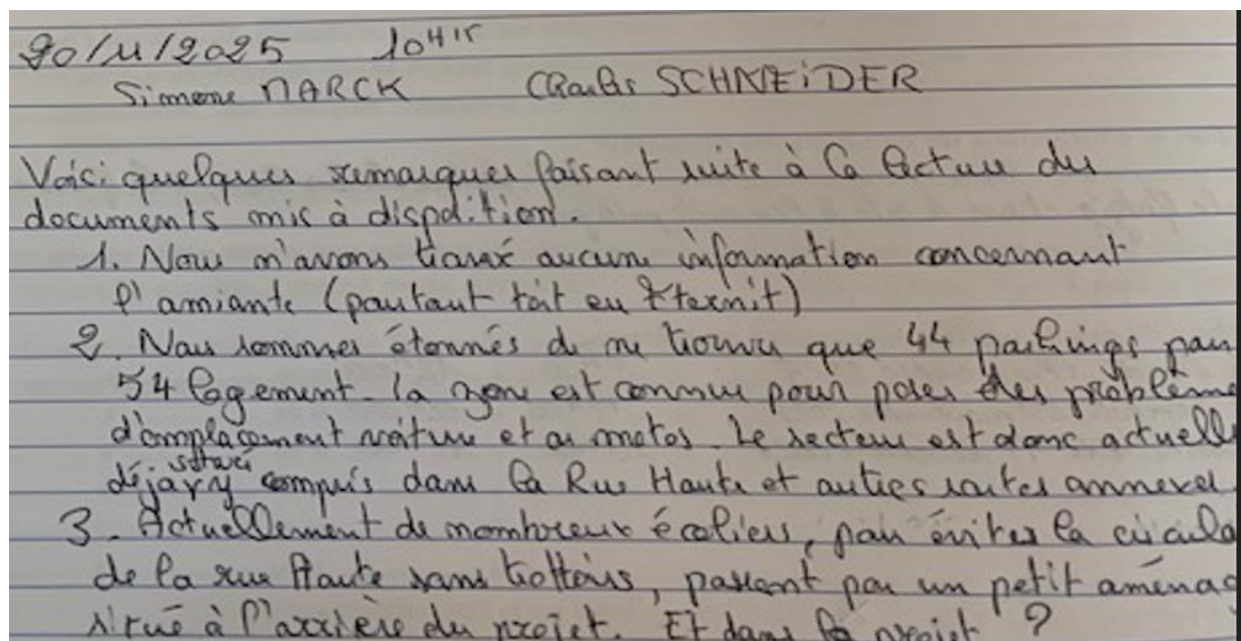 20/11/2025 10H15
Simone MARCK Charles SCHNEiDER
Voici quelques remarques faisant suite à la lecture des
documents mis à disposition.
1. Nous n'avons trouvé aucune information concernant
l'amiante (pourtant toit en Eternit)
2. Nous sommes étonnés de ne trouver que 44 parkings pour
54 logement. la zone est connue pour poser des problème
d'emplacement voiture et motos. Le secteur est donc actuelle
déjà saturé y compris dans la Rue Haute et autres routes annexes
3. Actuellement de nombreux écoliers, pour éviter la circula
de la rue Haute sans trottoirs, passent par un petit aménag
situé à l'arrière du projet. Et dans le projet ?